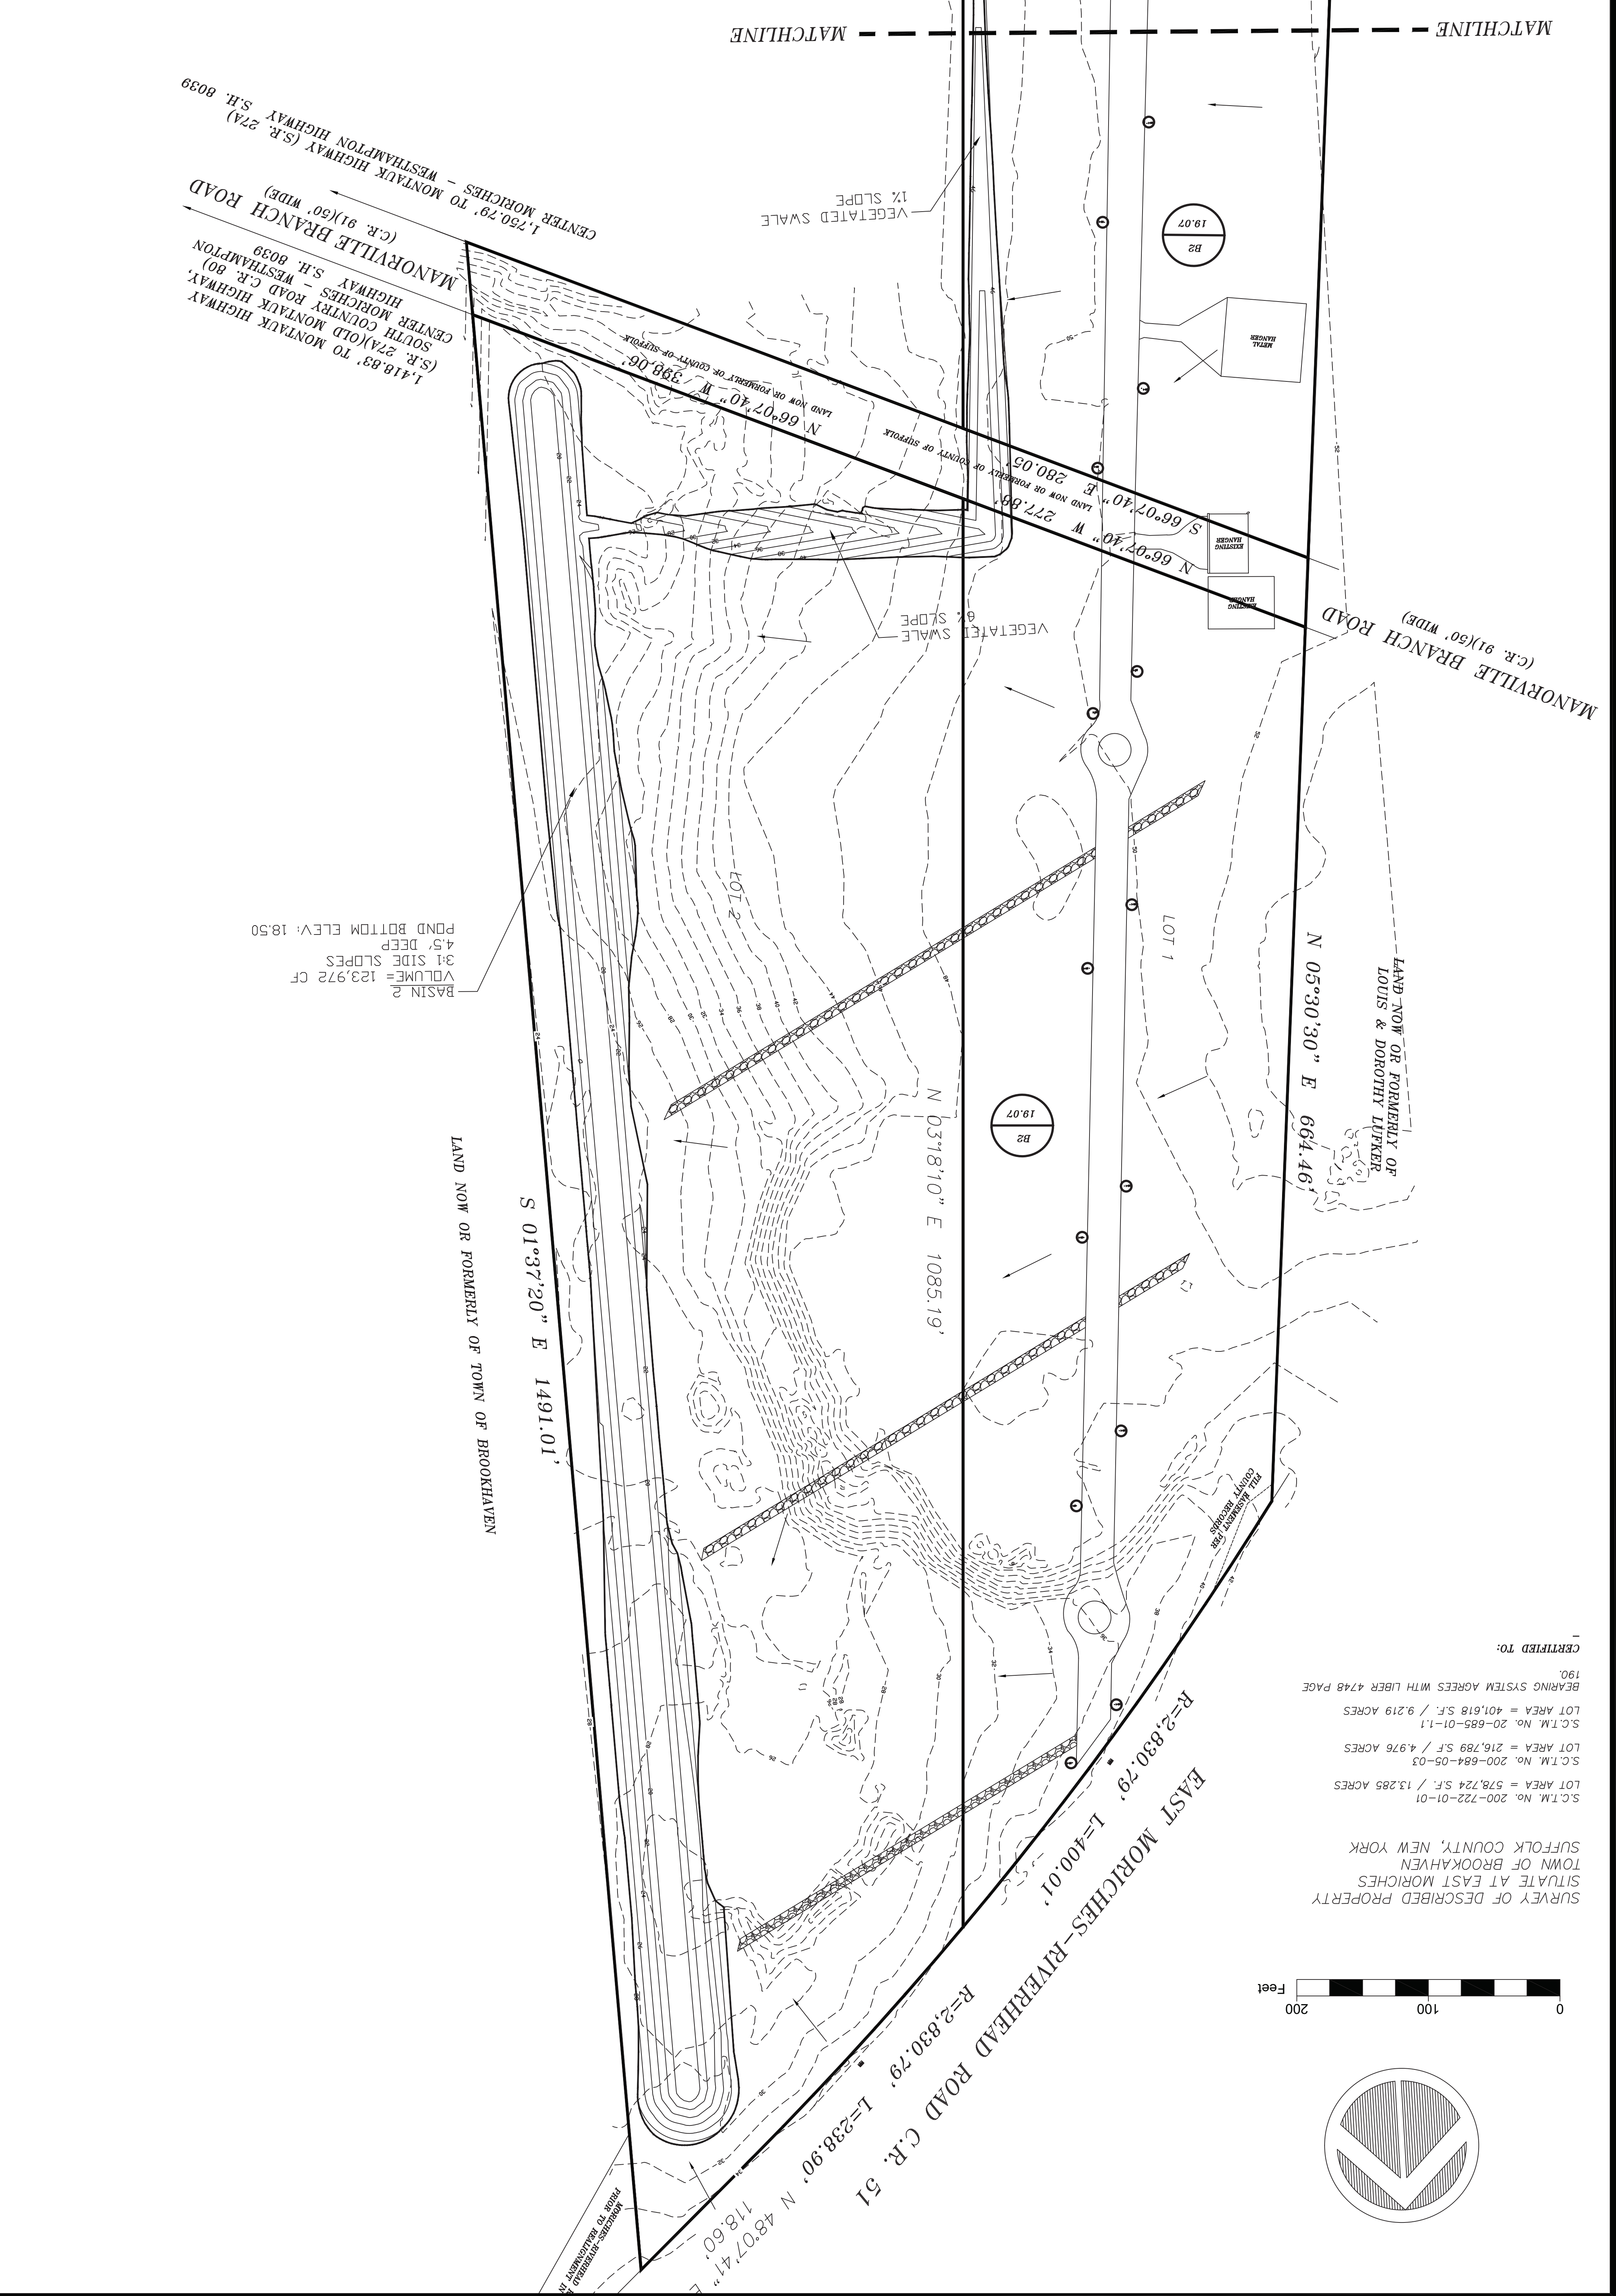 0
100
200
Feet
SURVEY OF DESCRIBED PROPERTY
SITUATE AT EAST MORICHES
TOWN OF BROOKAHVEN
SUFFOLK COUNTY, NEW YORK
S.C.T.M. No. 200-722-01-01
LOT AREA = 578,724 S.F. / 13.285 ACRES
S.C.T.M. No. 200-684-05-03
LOT AREA = 216,789 S.F / 4.976 ACRES
S.C.T.M. No. 20-685-01-1.1
LOT AREA = 401,618 S.F. / 9.219 ACRES
BEARING SYSTEM AGREES WITH LIBER 4748 PAGE
190.
CERTIFIED TO:
N 48°07'41" E
118.60'
MORICHES-RIVERHEAD
PRIOR TO REALIGNMENT IN
EAST MORICHES-RIVERHEAD ROAD C.R. 51
R=2,830.79' L=238.90'
R=2,830.79' L=400.01'
FILL EASEMENT PER
COUNTY RECORDS
N 05°30'30" E 664.46'
LAND NOW OR FORMERLY OF
LOUIS & DOROTHY LUFKER
LOT 1
N 03°18'10" E 1085.19'
B2
19.07
LOT 2
S 01°37'20" E 1491.01'
LAND NOW OR FORMERLY OF TOWN OF BROOKHAVEN
BASIN 2
VOLUME= 123,972 CF
3:1 SIDE SLOPES
4.5' DEEP
POND BOTTOM ELEV: 18.50
MANORVILLE BRANCH ROAD
(C.R. 91)(50' WIDE)
VEGETATED SWALE
6% SLOPE
EXISTING
HANGER
EXISTING
HANGER
N 66°07'40" W 277.88'
LAND NOW OR FORMERLY OF COUNTY OF SUFFOLK
S 66°07'40" E 280.05'
N 66°07'40" W 398.06'
LAND NOW OR FORMERLY OF COUNTY OF SUFFOLK
1,418.83' TO MONTAUK HIGHWAY
(S.R. 27A)(OLD MONTAUK HIGHWAY,
SOUTH COUNTRY ROAD C.R. 80)
CENTER MORICHES - WESTHAMPTON
HIGHWAY S.H. 8039
MANORVILLE BRANCH ROAD
(C.R. 91)(50' WIDE)
1,750.79' TO MONTAUK HIGHWAY (S.R. 27A)
CENTER MORICHES - WESTHAMPTON HIGHWAY S.H. 8039
METAL
HANGER
B2
19.07
VEGETATED SWALE
1% SLOPE
MATCHLINE
MATCHLINE